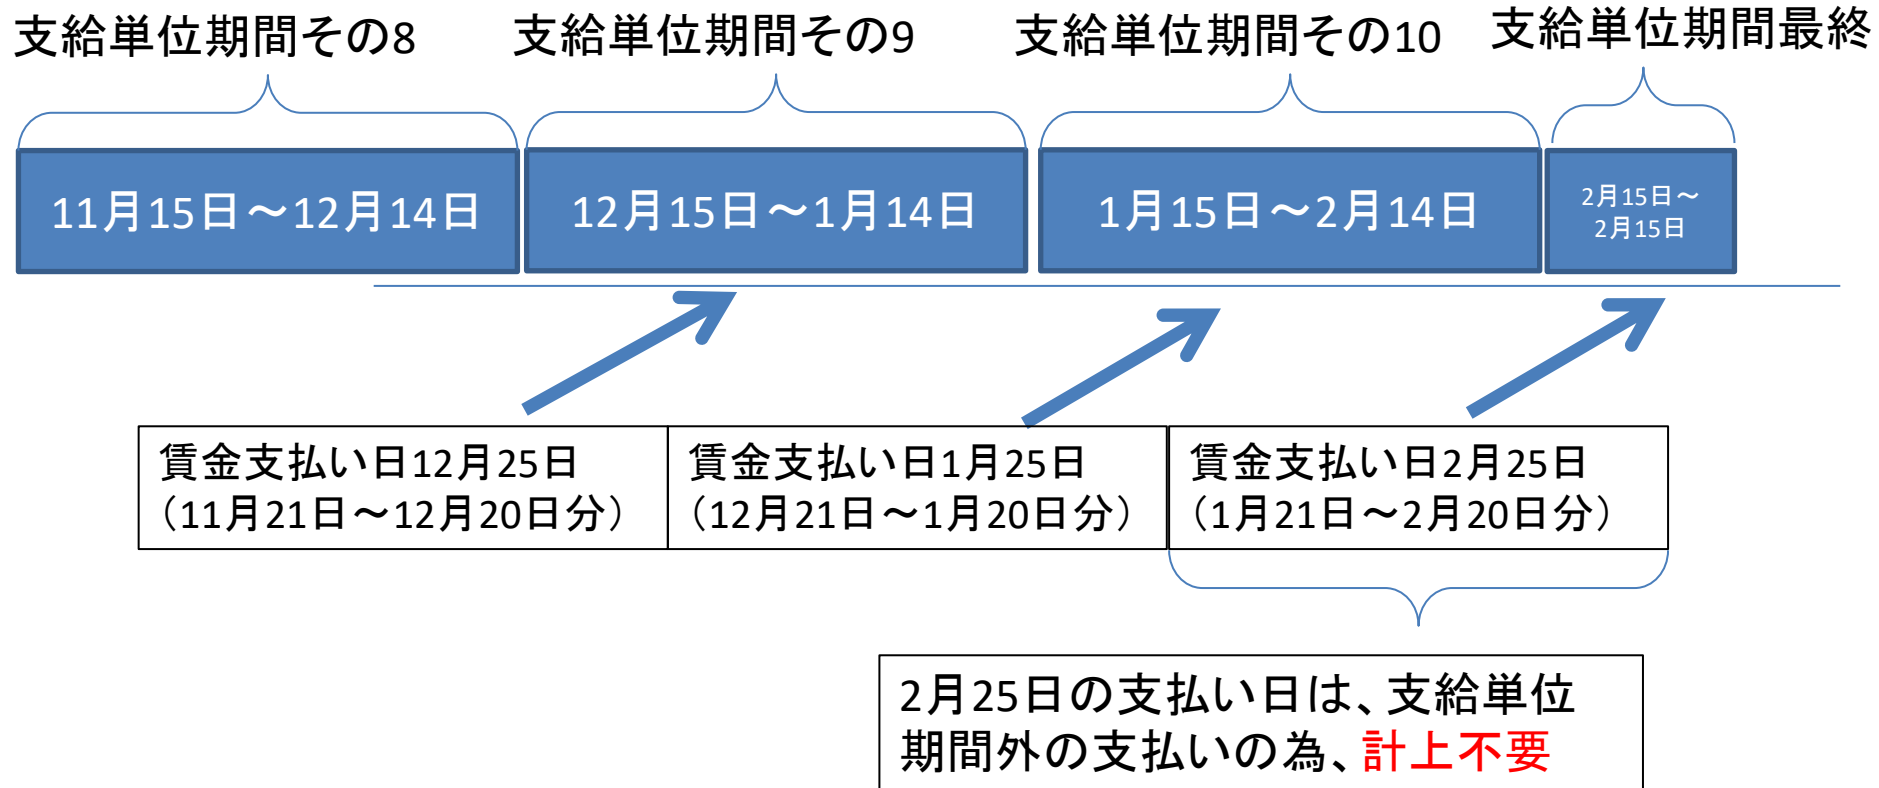 支給単位期間その8
支給単位期間その9
支給単位期間その10
支給単位期間最終
11月15日～12月14日
12月15日～1月14日
1月15日～2月14日
2月15日～
2月15日
賃金支払い日12月25日
（11月21日～12月20日分）
賃金支払い日1月25日
（12月21日～1月20日分）
賃金支払い日2月25日
（1月21日～2月20日分）
2月25日の支払い日は、支給単位
期間外の支払いの為、計上不要